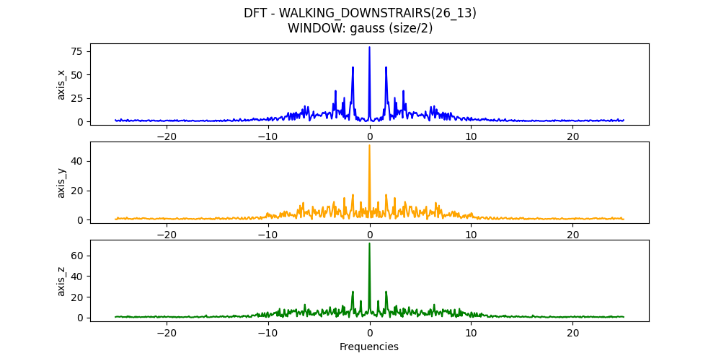 DFT - WALKING_DOWNSTAIRS(26_13)
WINDOW: gauss (size/2)
axis_x
75
50
25
0
−20 −10 0 10 20
axis_y
40
20
0
−20 −10 0 10 20
axis_z
60
40
20
0
−20 −10 0 10 20
Frequencies